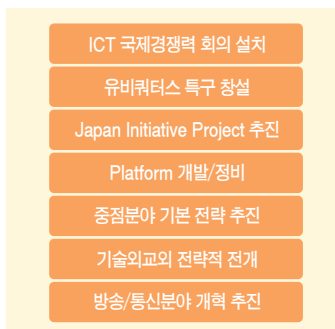 ICT 국제경쟁력 회의 설치
유비쿼터스 특구 창설
Japan Initiative Project 추진
Platform 개발/정비
중점분야 기본 전략 추진
기술외교외 전략적 전개
방송/통신분야 개혁 추진